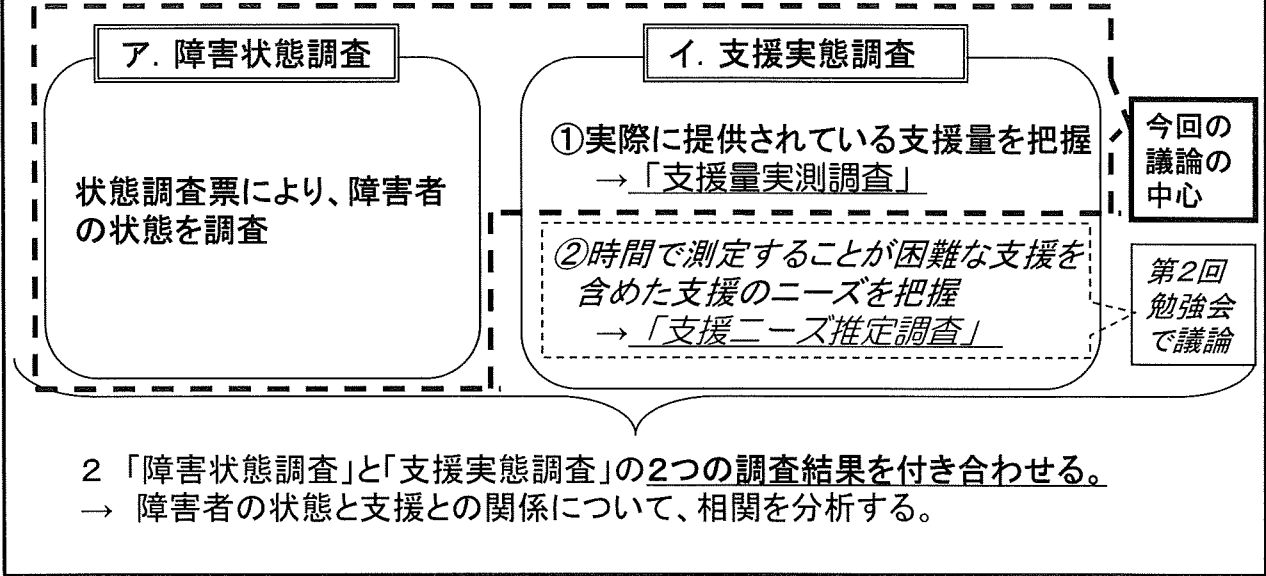 ア. 障害状態調査
状態調査票により、障害者
の状態を調査
イ. 支援実態調査
①実際に提供されている支援量を把握
→「支援量実測調査」
②時間で測定することが困難な支援を
含めた支援のニーズを把握
→「支援ニーズ推定調査」
今回の
議論の
中心
第2回
勉強会
で議論
2 「障害状態調査」と「支援実態調査」の2つの調査結果を付き合わせる。
→ 障害者の状態と支援との関係について、相関を分析する。